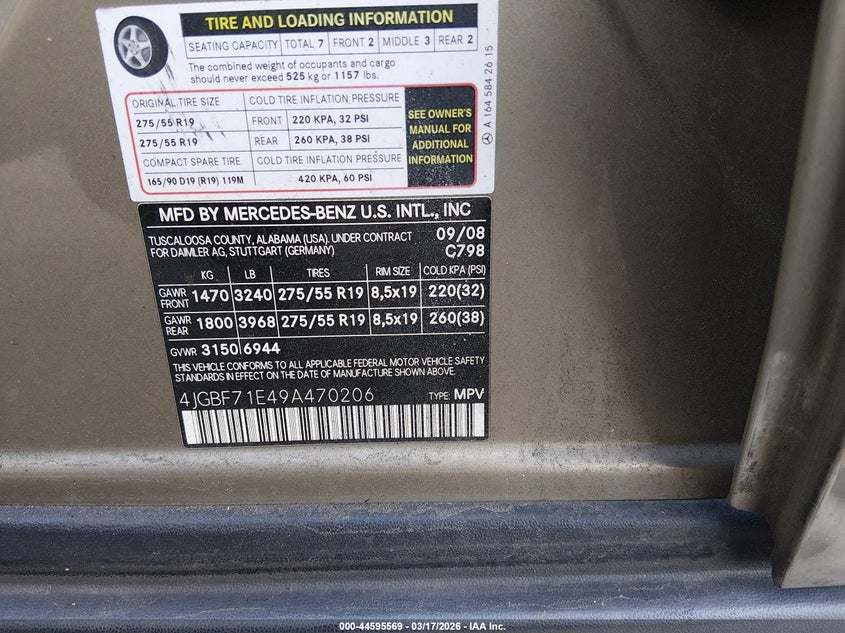 TIRE AND LOADING INFORMATION
SEATING CAPACITY TOTAL 7 FRONT 2 MIDDLE 3 REAR 2
The combined weight of occupants and cargo
should never exceed 525 kg or 1157 lbs.
ORIGINAL TIRE SIZE COLD TIRE INFLATION PRESSURE
275/55 R19 FRONT 220 KPA, 32 PSI
275/55 R19 REAR 260 KPA, 38 PSI
COMPACT SPARE TIRE COLD TIRE INFLATION PRESSURE
165/90 D19 (R19) 119M 420 KPA, 60 PSI
SEE OWNER'S
MANUAL FOR
ADDITIONAL
INFORMATION
A 164 584 26 15
MFD BY MERCEDES-BENZ U.S. INTL., INC
TUSCALOOSA COUNTY, ALABAMA (USA). UNDER CONTRACT 09/08
FOR DAIMLER AG, STUTTGART (GERMANY) C798
KG LB TIRES RIM SIZE COLD KPA (PSI)
GAWR FRONT 1470 3240 275/55 R19 8,5x19 220(32)
GAWR REAR 1800 3968 275/55 R19 8,5x19 260(38)
GVWR 3150 6944
THIS VEHICLE CONFORMS TO ALL APPLICABLE FEDERAL MOTOR VEHICLE SAFETY
STANDARDS IN EFFECT ON THE DATE OF MANUFACTURE SHOWN ABOVE.
4JGBF71E49A470206 TYPE: MPV
000-44595569 — 03/17/2026 — IAA Inc.